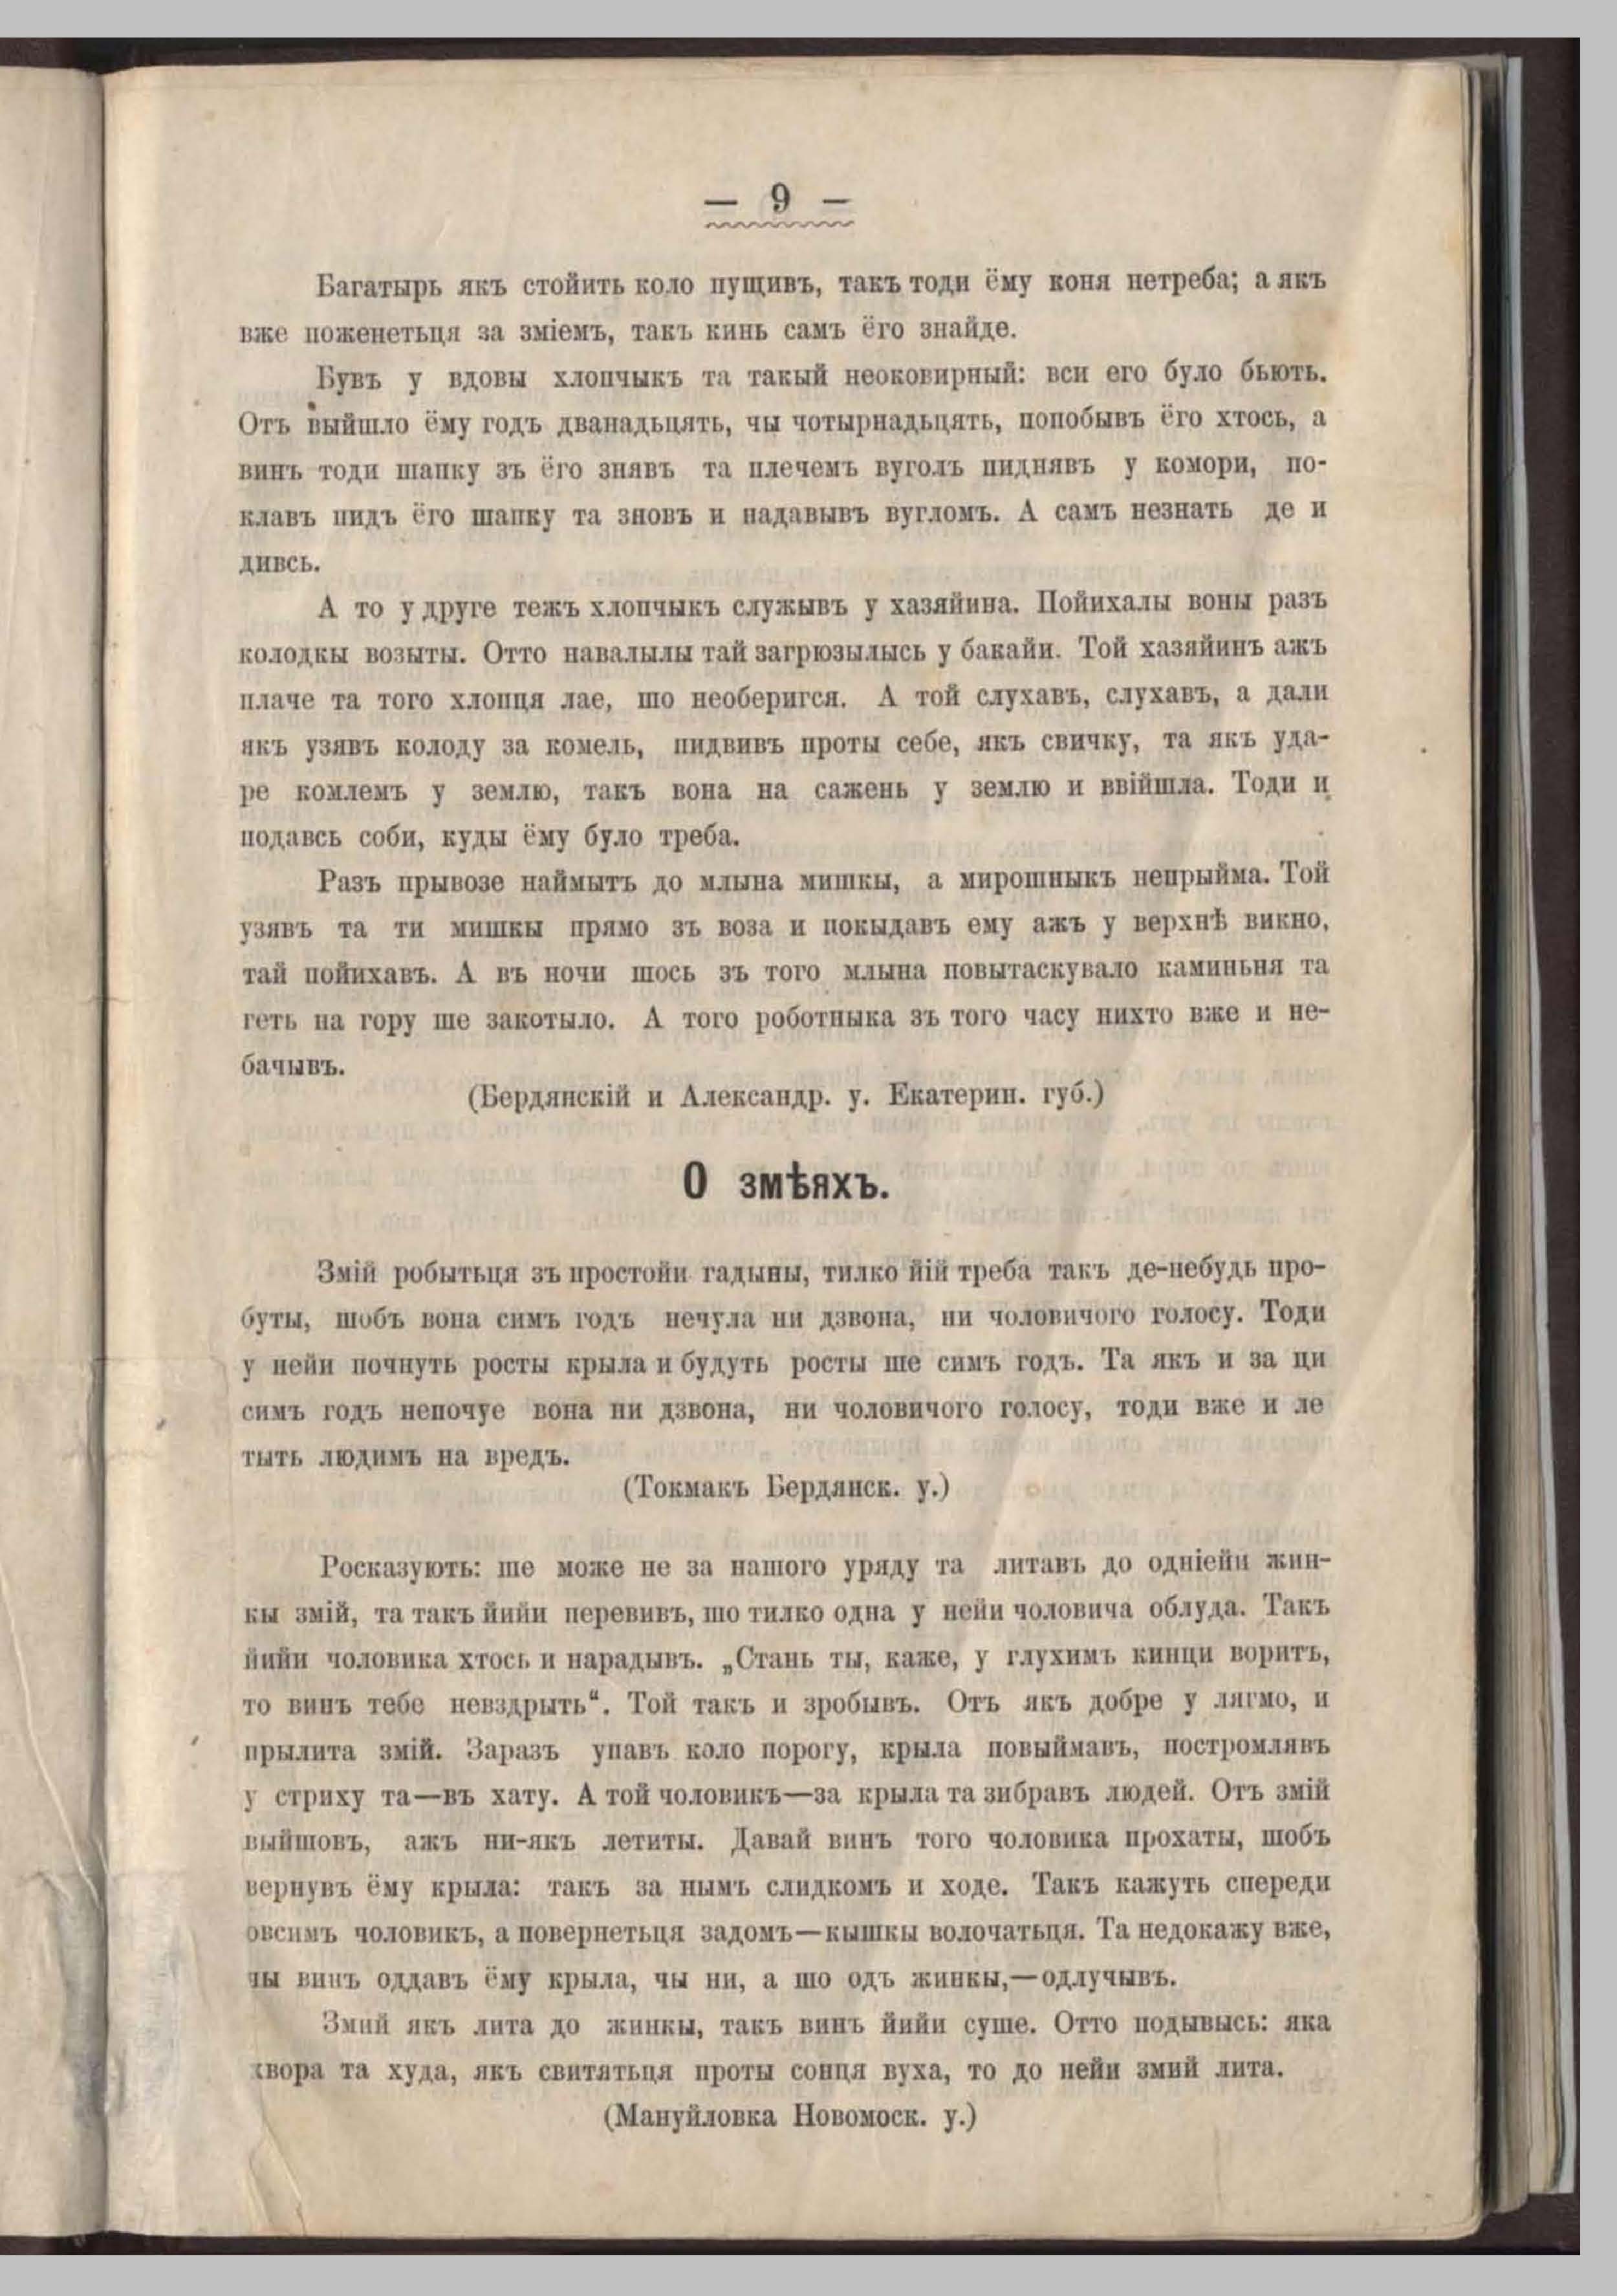 — 9 —
Багатырь якъ стойить коло пущивъ, такъ тоди ёму коня нетреба; а якъ
вже поженетьця за зміемъ, такъ кинь самъ ёго знайде.
Бувъ у вдовы хлопчыкъ та такый неоковирный: вси его було бьють.
Отъ выйшло ёму годъ дванадьцять, чы чотырнадьцять, попобывъ ёго хтось, а
винъ тоди шапку зъ ёго знявъ та плечемъ вуголъ пиднявъ у комори, по-
клавъ пидъ ёго шапку та зновъ и надавывъ вугломъ. А самъ незнать де и
дивсь.
А то у друге тежъ хлопчыкъ служывъ у хазяйина. Пойихалы воны разъ
колодкы возыты. Отто навалылы тай загрюзылысь у бакайи. Той хазяйинъ ажъ
плаче та того хлопця лае, шо необеригся. А той слухавъ, слухавъ, а дали
якъ узявъ колоду за комель, пидвивъ проты себе, якъ свичку, та якъ уда-
ре комлемъ у землю, такъ вона на сажень у землю и ввійшла. Тоди и
подавсь соби, куды ёму було треба.
Разъ прывозе наймытъ до млына мишкы, а мирошныкъ непрыйма. Той
узявъ та ти мишкы прямо зъ воза и покыдавъ ему ажъ у верхнѣ викно,
тай пойихавъ. А въ ночи шось зъ того млына повытаскувало каминьня та
геть на гору ше закотыло. А того роботныка зъ того часу нихто вже и не-
бачывъ.
(Бердянскій и Александр. у. Екатерин. губ.)
О змѣяхъ.
Змій робытьця зъ простойи гадыны, тилко йій треба такъ де-небудь про-
буты, шобъ вона симъ годъ нечула ни дзвона, ни чоловичого голосу. Тоди
у нейи почнуть росты крыла и будуть росты ше симъ годъ. Та якъ и за ци
симъ годъ непочуе вона ни дзвона, ни чоловичого голосу, тоди вже и ле
тыть людимъ на вредъ.
(Токмакъ Бердянск. у.)
Росказують: ше може не за нашого уряду та литавъ до одніейи жин-
кы змій, та такъ йийи перевивъ, шо тилко одна у нейи чоловича облуда. Такъ
йийи чоловика хтось и нарадывъ. „Стань ты, каже, у глухимъ кинци воритъ,
то винъ тебе невздрыть“. Той такъ и зробывъ. Отъ якъ добре у лягмо, и
прылита змій. Заразъ упавъ коло порогу, крыла повыймавъ, постромлявъ
у стриху та—въ хату. А той чоловикъ—за крыла та зибравъ людей. Отъ змій
выйшовъ, ажъ ни-якъ летиты. Давай винъ того чоловика прохаты, шобъ
вернувъ ёму крыла: такъ за нымъ слидкомъ и ходе. Такъ кажуть спереди
овсимъ чоловикъ, а повернетьця задомъ—кышкы волочатьця. Та недокажу вже,
чы винъ оддавъ ёму крыла, чы ни, а шо одъ жинкы,—одлучывъ.
Змий якъ лита до жинкы, такъ винъ йийи суше. Отто подывысь: яка
хвора та худа, якъ свитятьця проты сонця вуха, то до нейи змий лита.
(Мануйловка Новомоск. у.)